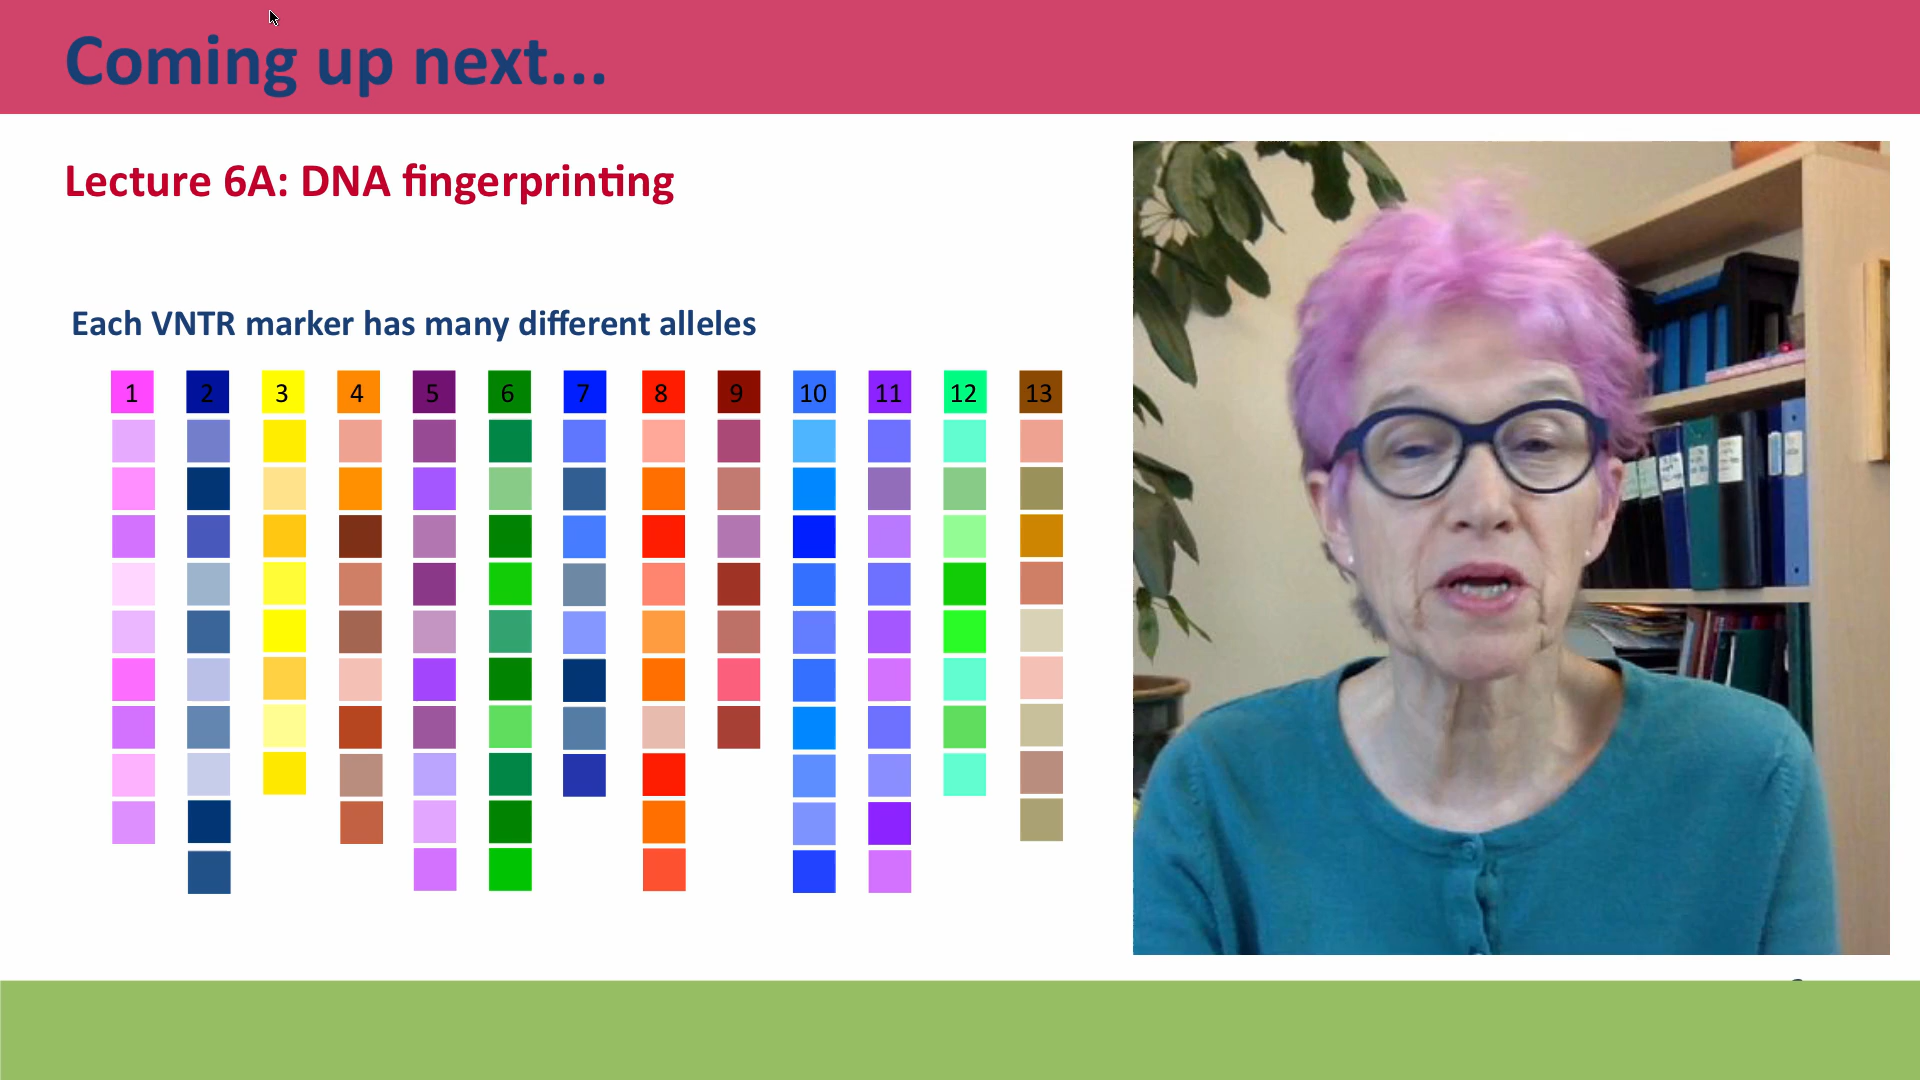 Coming up next...
Lecture 6A: DNA fingerprinting
Each VNTR marker has many different alleles
1 2 3 4 5 6 7 8 9 10 11 12 13